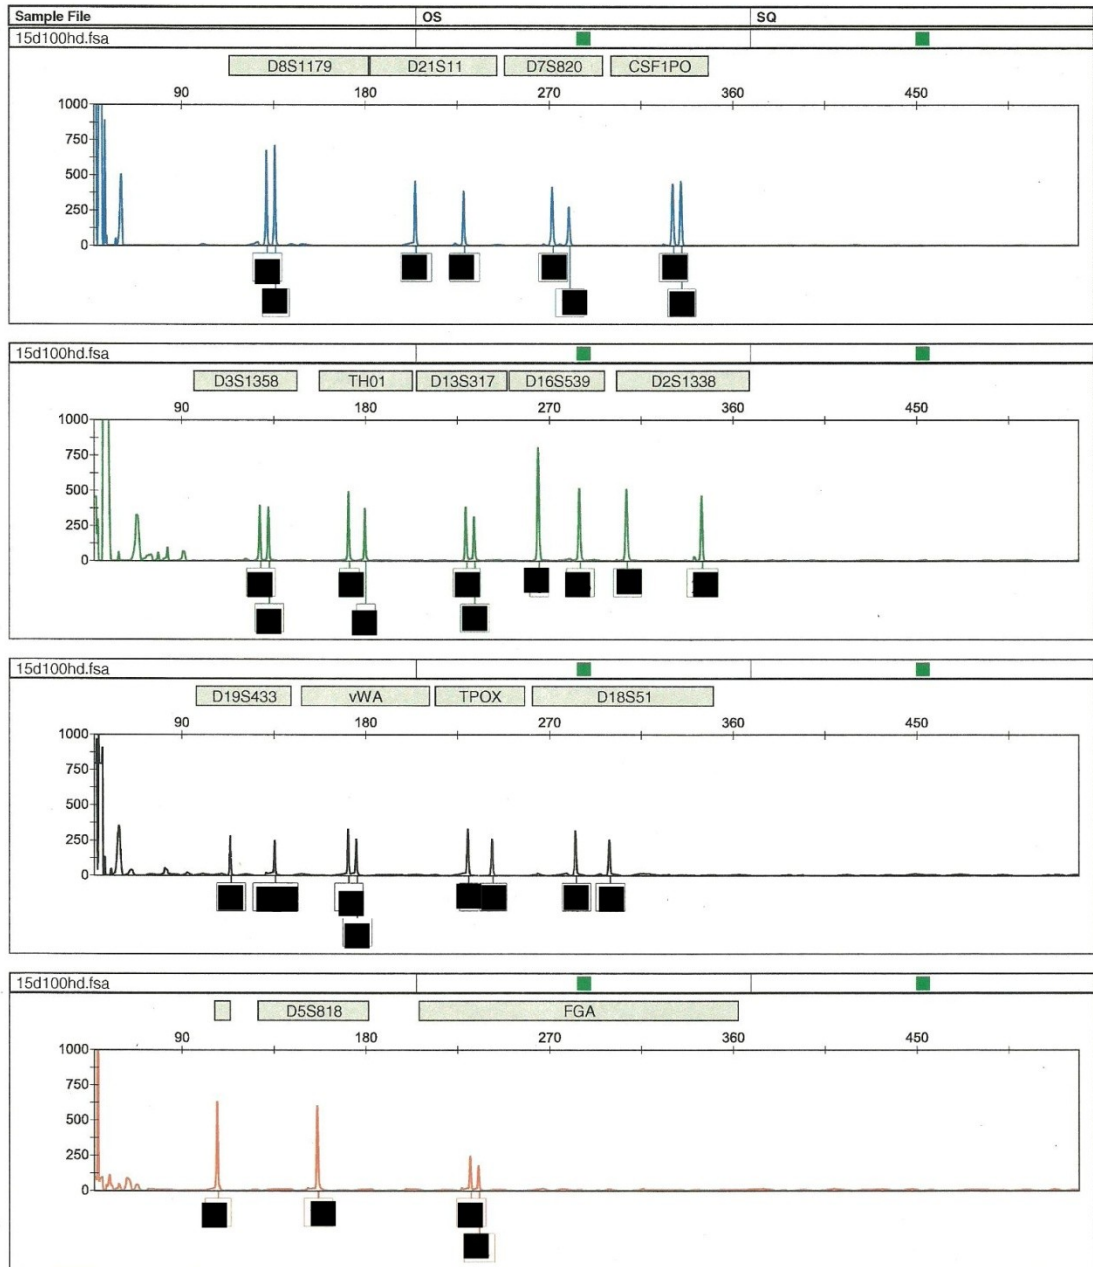 Sample File OS SQ
15d100hd.fsa
D8S1179 D21S11 D7S820 CSF1PO
90 180 270 360 450
1000
750
500
250
0
15d100hd.fsa
D3S1358 TH01 D13S317 D16S539 D2S1338
90 180 270 360 450
1000
750
500
250
0
15d100hd.fsa
D19S433 vWA TPOX D18S51
90 180 270 360 450
1000
750
500
250
0
15d100hd.fsa
D5S818 FGA
90 180 270 360 450
1000
750
500
250
0